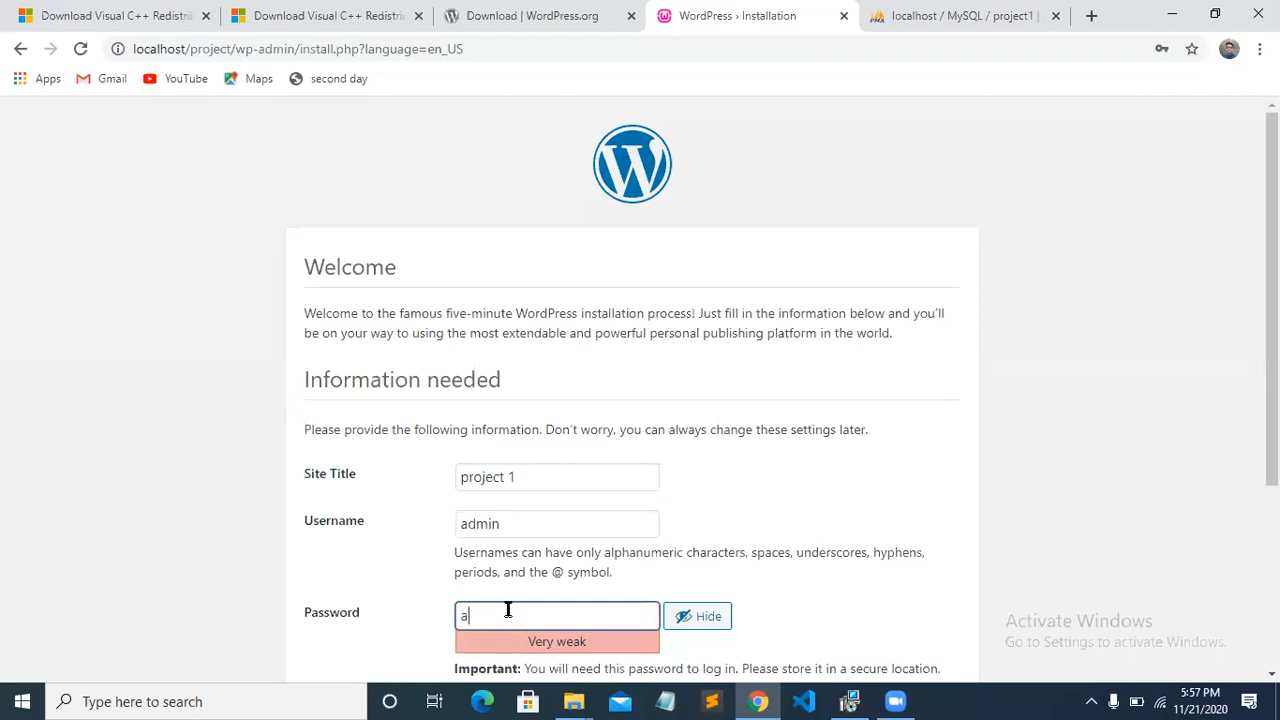 Download Visual C++ Redistrib
Download Visual C++ Redistrib
Download | WordPress.org
WordPress › Installation
localhost / MySQL / project1 |
localhost/project/wp-admin/install.php?language=en_US
Apps
Gmail
YouTube
Maps
second day
W
Welcome
Welcome to the famous five-minute WordPress installation process! Just fill in the information below and you'll
be on your way to using the most extendable and powerful personal publishing platform in the world.
Information needed
Please provide the following information. Don't worry, you can always change these settings later.
Site Title
project 1
Username
admin
Usernames can have only alphanumeric characters, spaces, underscores, hyphens,
periods, and the @ symbol.
Password
a
Hide
Very weak
Important: You will need this password to log in. Please store it in a secure location.
Activate Windows
Go to Settings to activate Windows.
Type here to search
5:57 PM
11/21/2020